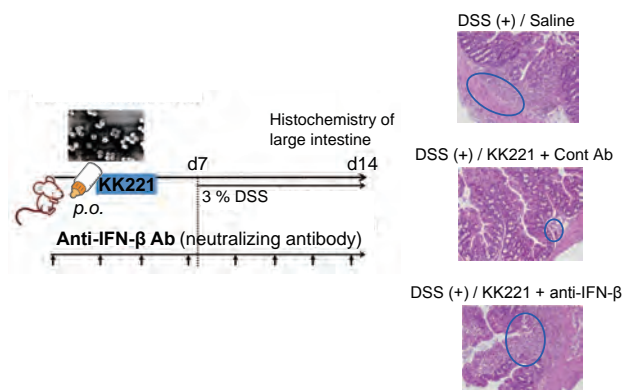 DSS (+) / Saline
Histochemistry of
large intestine
d7
d14
KK221
p.o.
3 % DSS
Anti-IFN-β Ab (neutralizing antibody)
DSS (+) / KK221 + Cont Ab
DSS (+) / KK221 + anti-IFN-β